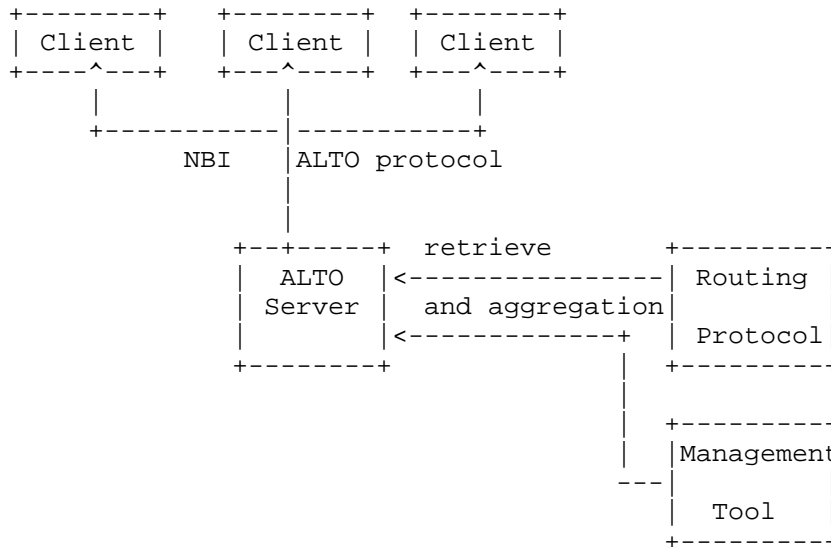 Client Client Client
NBI ALTO protocol
retrieve
ALTO Routing
Server and aggregation
Protocol
Management
Tool